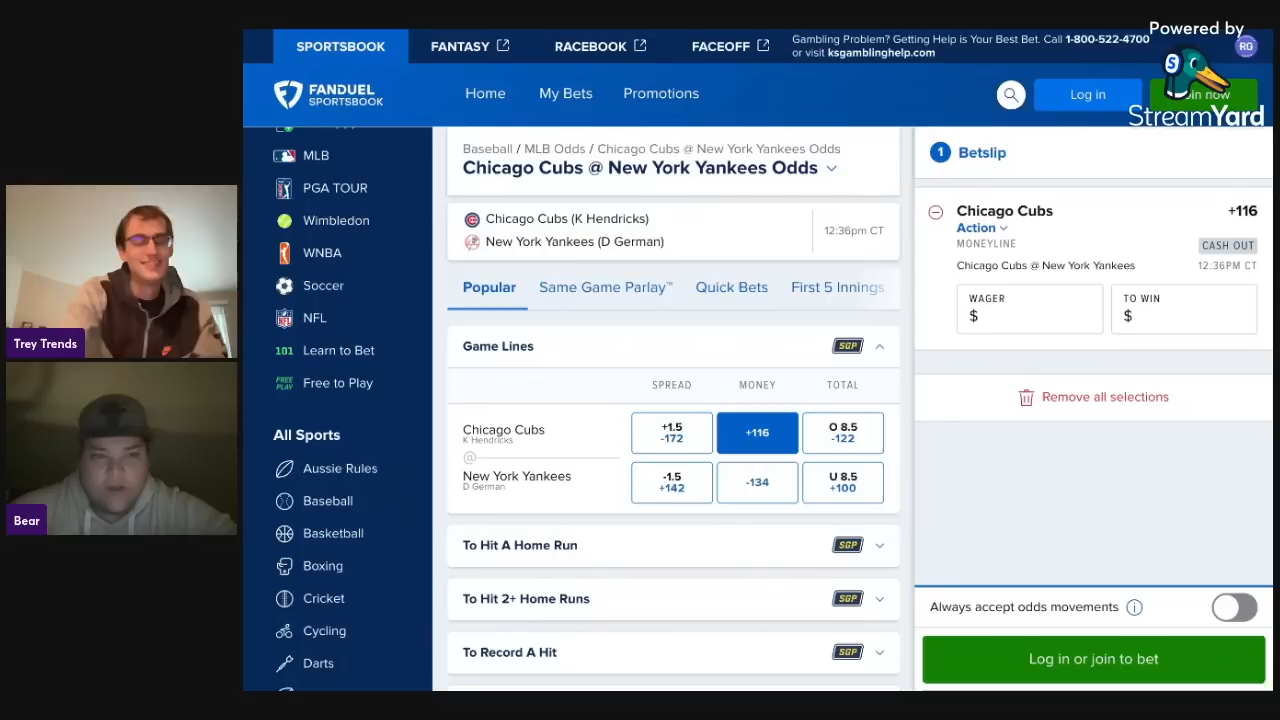 Powered by
StreamYard
SPORTSBOOK
FANTASY
RACEBOOK
FACEOFF
Gambling Problem? Getting Help is Your Best Bet. Call 1-800-522-4700
or visit ksgamblinghelp.com
RG
FANDUEL
SPORTSBOOK
Home
My Bets
Promotions
Log in
Join now
MLB
PGA TOUR
Wimbledon
WNBA
Soccer
NFL
101 Learn to Bet
FREE PLAY Free to Play
All Sports
Aussie Rules
Baseball
Basketball
Boxing
Cricket
Cycling
Darts
Baseball / MLB Odds / Chicago Cubs @ New York Yankees Odds
Chicago Cubs @ New York Yankees Odds
Chicago Cubs (K Hendricks)
New York Yankees (D German)
12:36pm CT
Popular
Same Game Parlay™
Quick Bets
First 5 Innings
Game Lines
SGP
SPREAD MONEY TOTAL
Chicago Cubs
K Hendricks
+1.5
-172
+116
O 8.5
-122
@
New York Yankees
D German
-1.5
+142
-134
U 8.5
+100
To Hit A Home Run
SGP
To Hit 2+ Home Runs
SGP
To Record A Hit
SGP
1 Betslip
Chicago Cubs +116
Action
MONEYLINE
CASH OUT
Chicago Cubs @ New York Yankees
12:36PM CT
WAGER
$
TO WIN
$
Remove all selections
Always accept odds movements
Log in or join to bet
Trey Trends
Bear